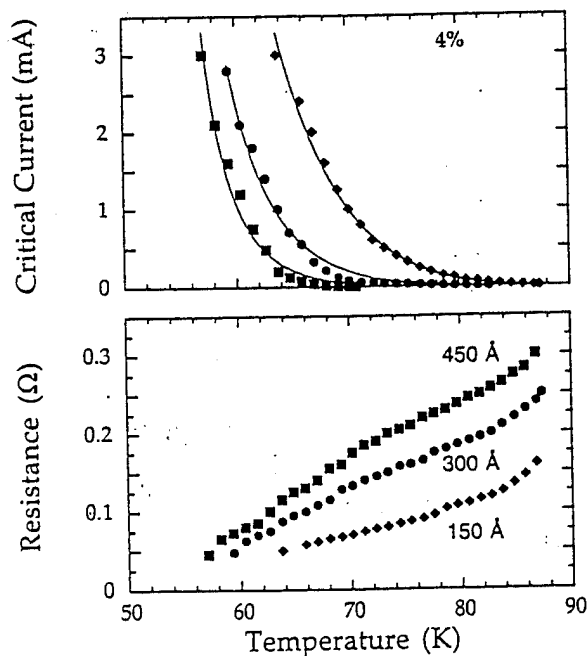 4%
Critical Current (mA)
3
2
1
0
0.3
0.2
0.1
0
Resistance (Ω)
450 Å
300 Å
150 Å
50 60 70 80 90
Temperature (K)